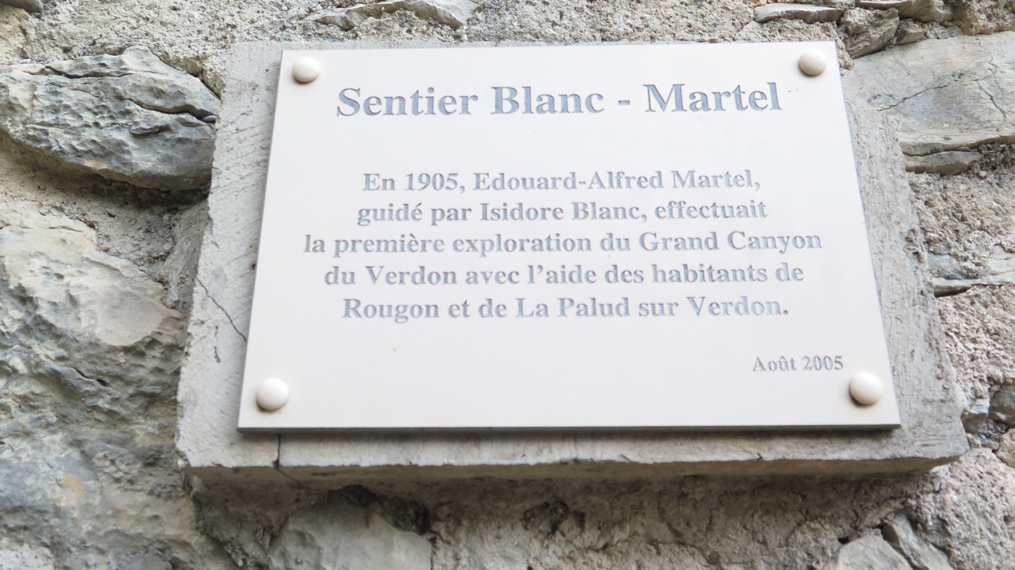 Sentier Blanc - Martel
En 1905, Edouard-Alfred Martel,
guidé par Isidore Blanc, effectuait
la première exploration du Grand Canyon
du Verdon avec l'aide des habitants de
Rougon et de La Palud sur Verdon.
Août 2005